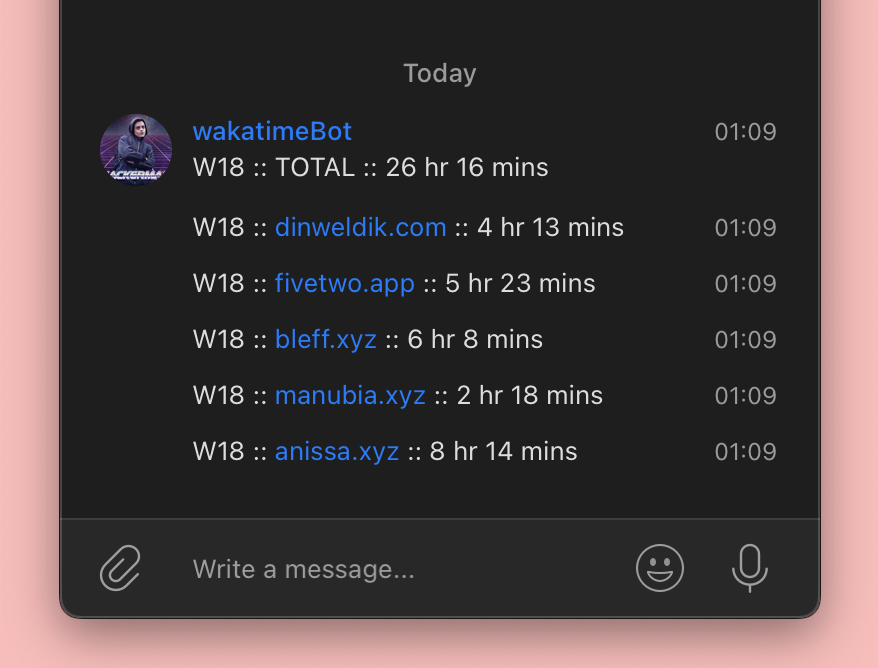 Today
wakatimeBot 01:09
W18 :: TOTAL :: 26 hr 16 mins
W18 :: dinweldik.com :: 4 hr 13 mins 01:09
W18 :: fivetwo.app :: 5 hr 23 mins 01:09
W18 :: bleff.xyz :: 6 hr 8 mins 01:09
W18 :: manubia.xyz :: 2 hr 18 mins 01:09
W18 :: anissa.xyz :: 8 hr 14 mins 01:09
Write a message...